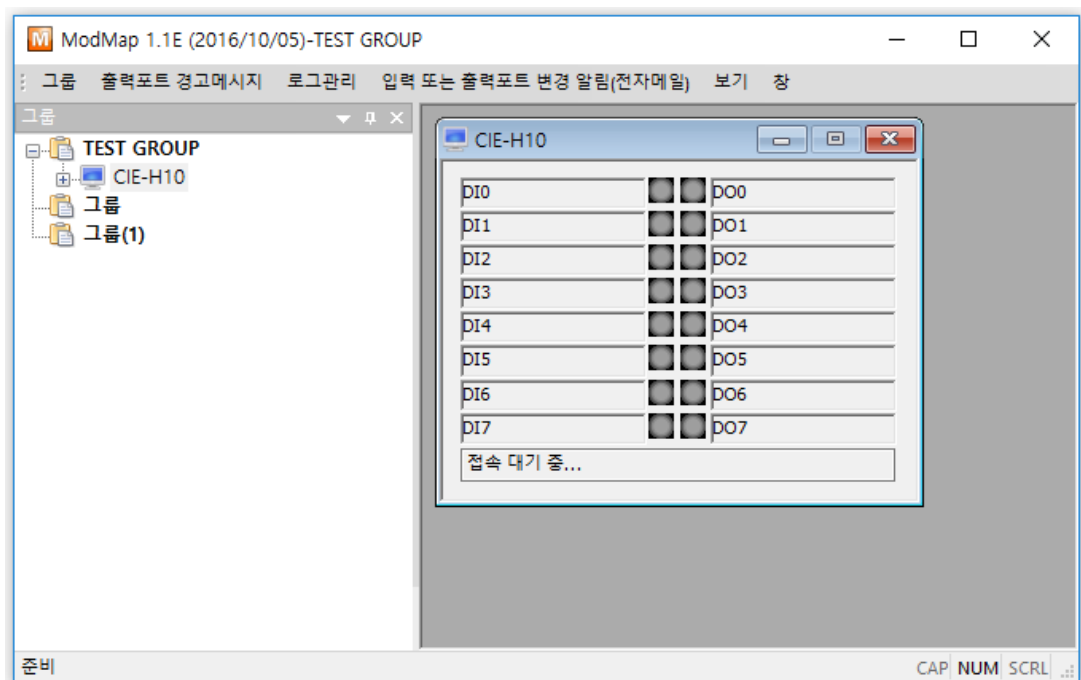 ModMap 1.1E (2016/10/05)-TEST GROUP
그룹 출력포트 경고메시지 로그관리 입력 또는 출력포트 변경 알림(전자메일) 보기 창
그룹
TEST GROUP
CIE-H10
그룹
그룹(1)
CIE-H10
DI0 DO0
DI1 DO1
DI2 DO2
DI3 DO3
DI4 DO4
DI5 DO5
DI6 DO6
DI7 DO7
접속 대기 중...
준비 CAP NUM SCRL